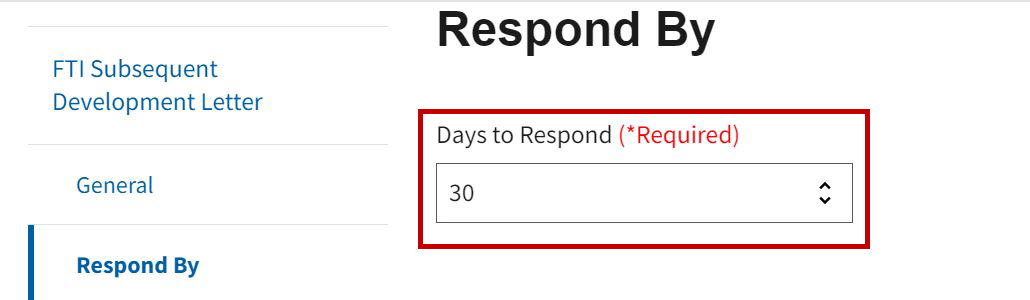 Respond By
FTI Subsequent
Development Letter
General
Respond By
Days to Respond (*Required)
30